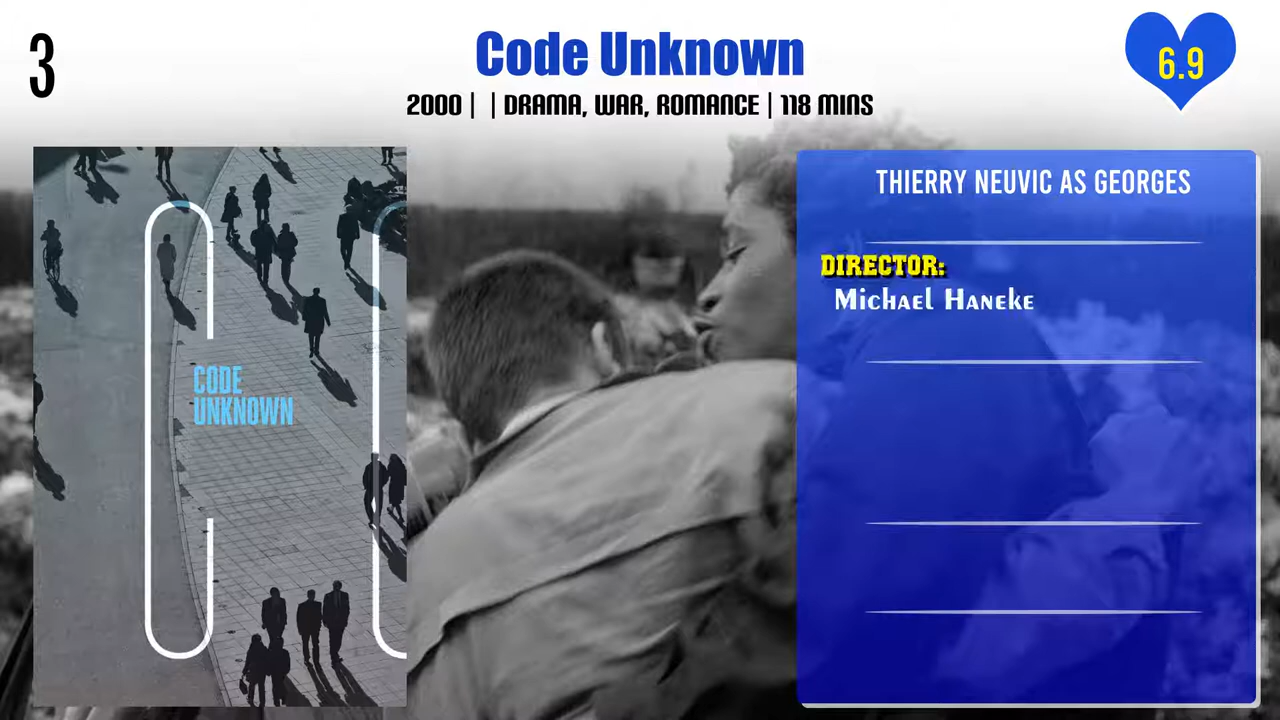 3
Code Unknown
2000 | | DRAMA, WAR, ROMANCE | 118 MINS
6.9
CODE
UNKNOWN
THIERRY NEUVIC AS GEORGES
DIRECTOR:
Michael Haneke